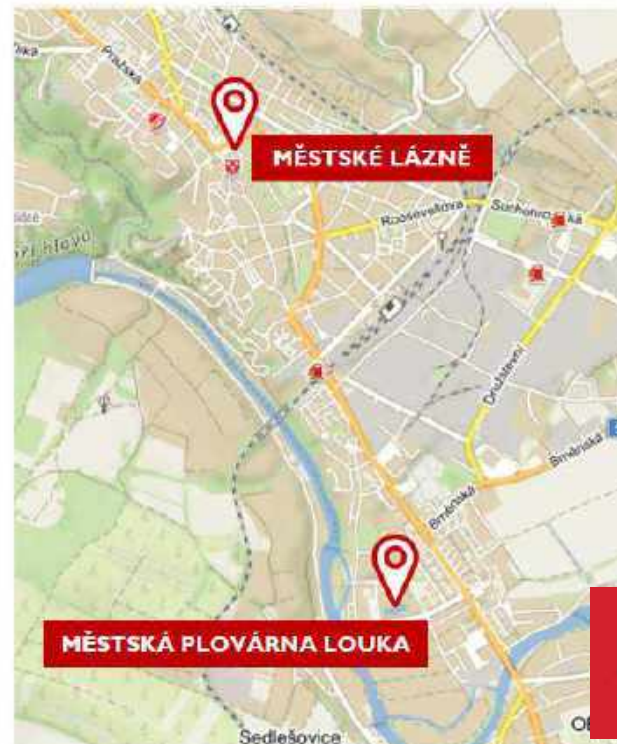 Pražská
MĚSTSKÉ LÁZNĚ
Rooseveltova
Družstevní
Brněnská
Brněnská
MĚSTSKÁ PLOVÁRNA LOUKA
Sedlešovice